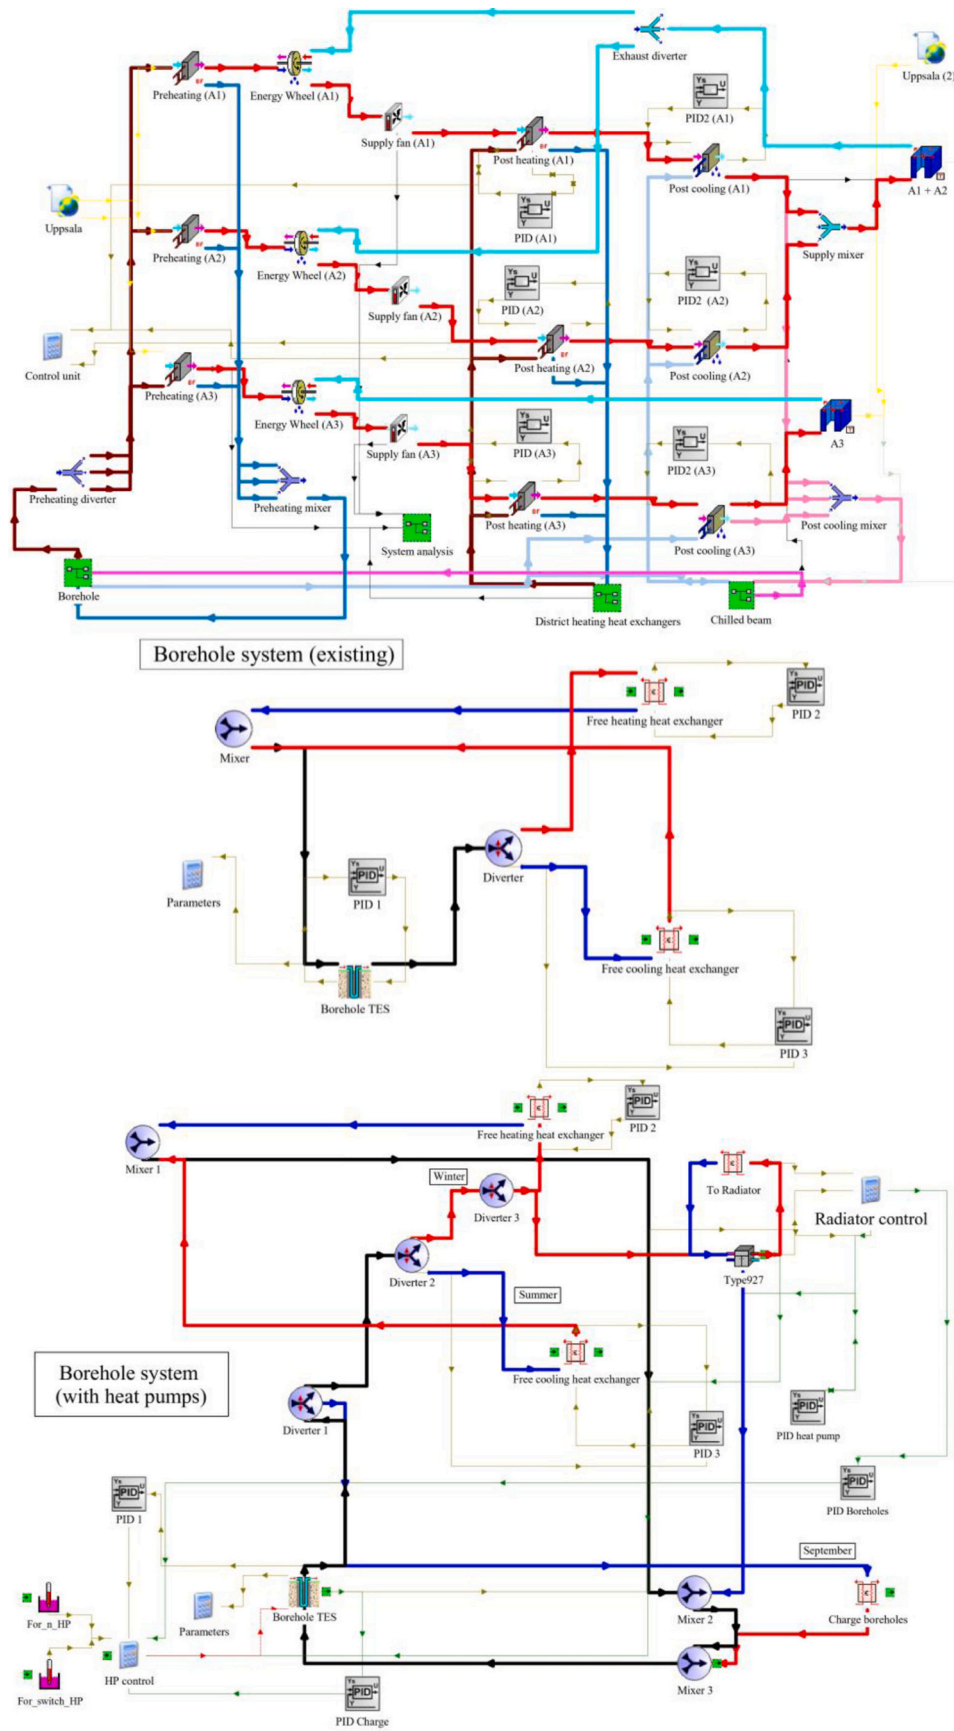 Exhaust diverter
Uppsala (2)
Preheating (A1)
Energy Wheel (A1)
Supply fan (A1)
PID2 (A1)
Post heating (A1)
Post cooling (A1)
A1 + A2
Uppsala
PID (A1)
Preheating (A2)
Energy Wheel (A2)
Supply mixer
Supply fan (A2)
PID (A2)
PID2 (A2)
Control unit
Post heating (A2)
Post cooling (A2)
Preheating (A3)
Energy Wheel (A3)
Supply fan (A3)
PID (A3)
PID2 (A3)
A3
Preheating diverter
Preheating mixer
Post heating (A3)
Post cooling mixer
System analysis
Post cooling (A3)
Borehole
District heating heat exchangers
Chilled beam
Borehole system (existing)
Free heating heat exchanger
PID 2
Mixer
Diverter
Parameters
PID 1
Free cooling heat exchanger
Borehole TES
PID 3
Free heating heat exchanger
PID 2
Mixer 1
Winter
To Radiator
Diverter 3
Radiator control
Diverter 2
Type927
Summer
Borehole system
(with heat pumps)
Free cooling heat exchanger
Diverter 1
PID 3
PID heat pump
PID 1
PID Boreholes
September
For_n_HP
Parameters
Borehole TES
Mixer 2
Charge boreholes
HP control
For_switch_HP
Mixer 3
PID Charge